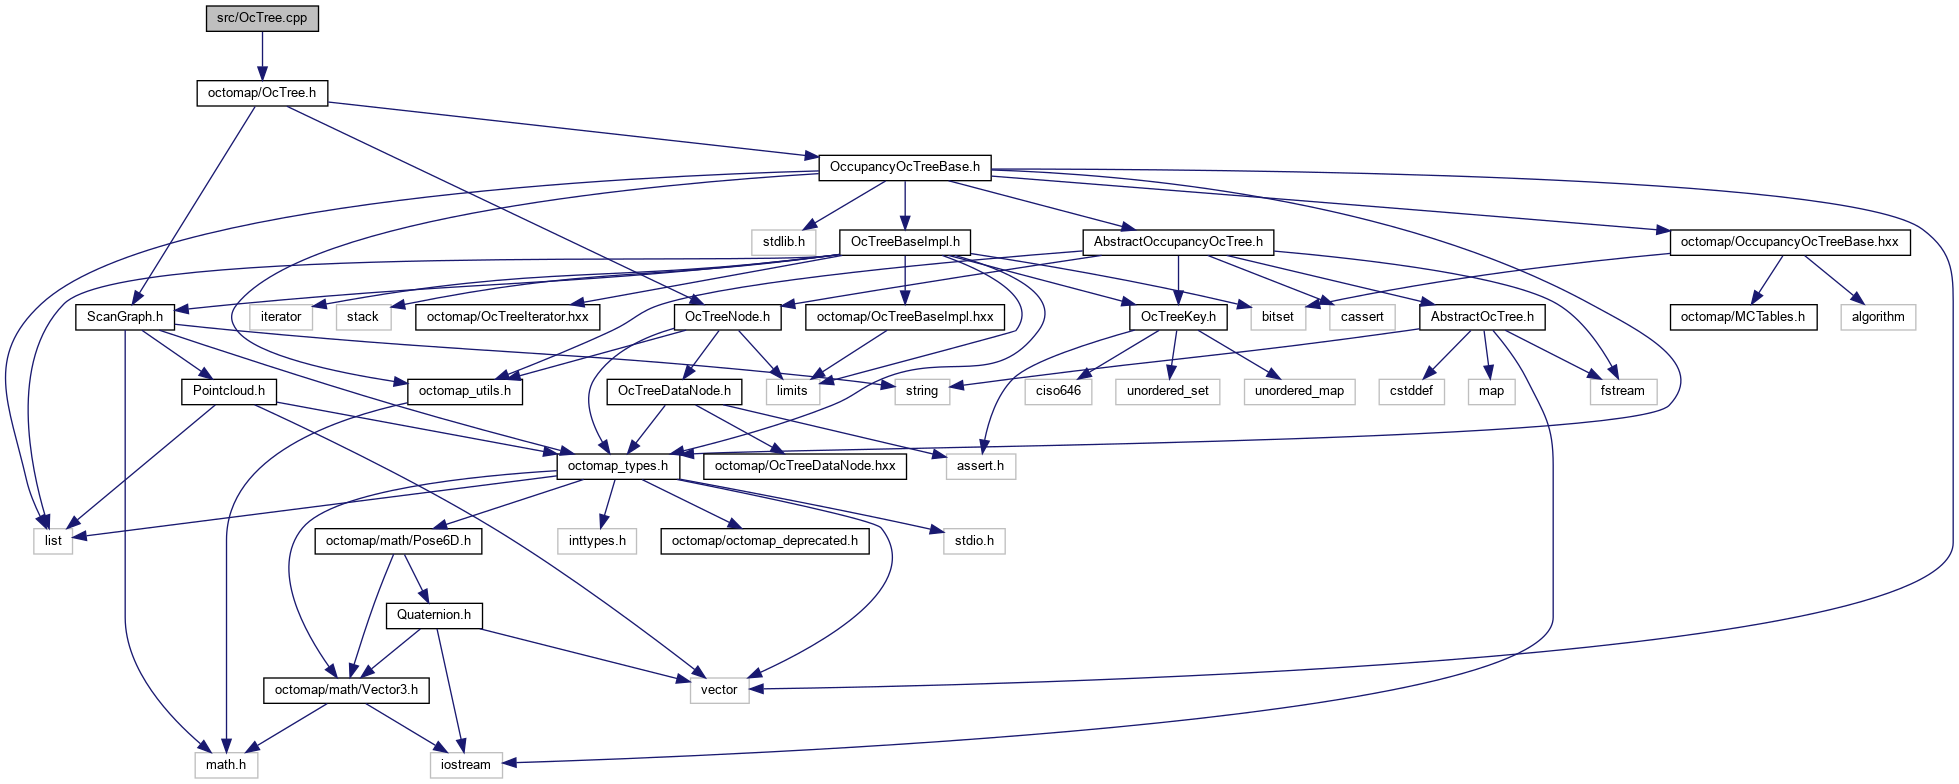 src/OcTree.cpp
octomap/OcTree.h
OccupancyOcTreeBase.h
stdlib.h
OcTreeBaseImpl.h
AbstractOccupancyOcTree.h
octomap/OccupancyOcTreeBase.hxx
ScanGraph.h
iterator
stack
octomap/OcTreeIterator.hxx
OcTreeNode.h
octomap/OcTreeBaseImpl.hxx
OcTreeKey.h
bitset
cassert
AbstractOcTree.h
octomap/MCTables.h
algorithm
Pointcloud.h
octomap_utils.h
OcTreeDataNode.h
limits
string
ciso646
unordered_set
unordered_map
cstddef
map
fstream
octomap_types.h
octomap/OcTreeDataNode.hxx
assert.h
list
octomap/math/Pose6D.h
inttypes.h
octomap/octomap_deprecated.h
stdio.h
Quaternion.h
octomap/math/Vector3.h
vector
math.h
iostream